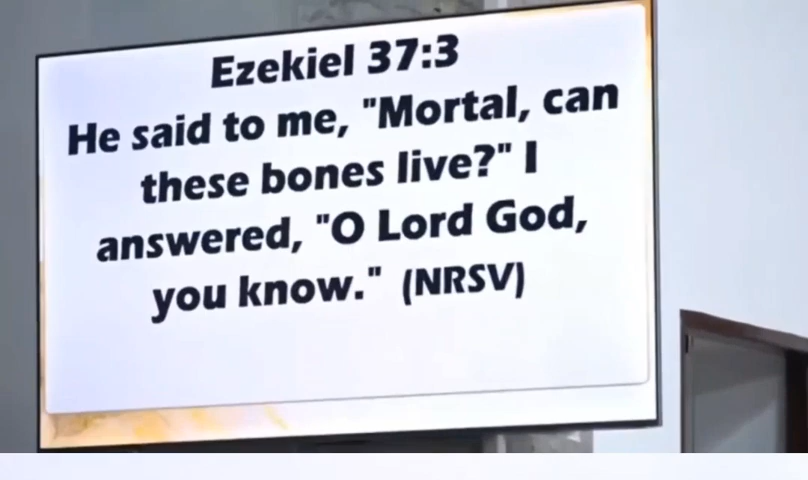 Ezekiel 37:3
He said to me, "Mortal, can
these bones live?" I
answered, "O Lord God,
you know." (NRSV)